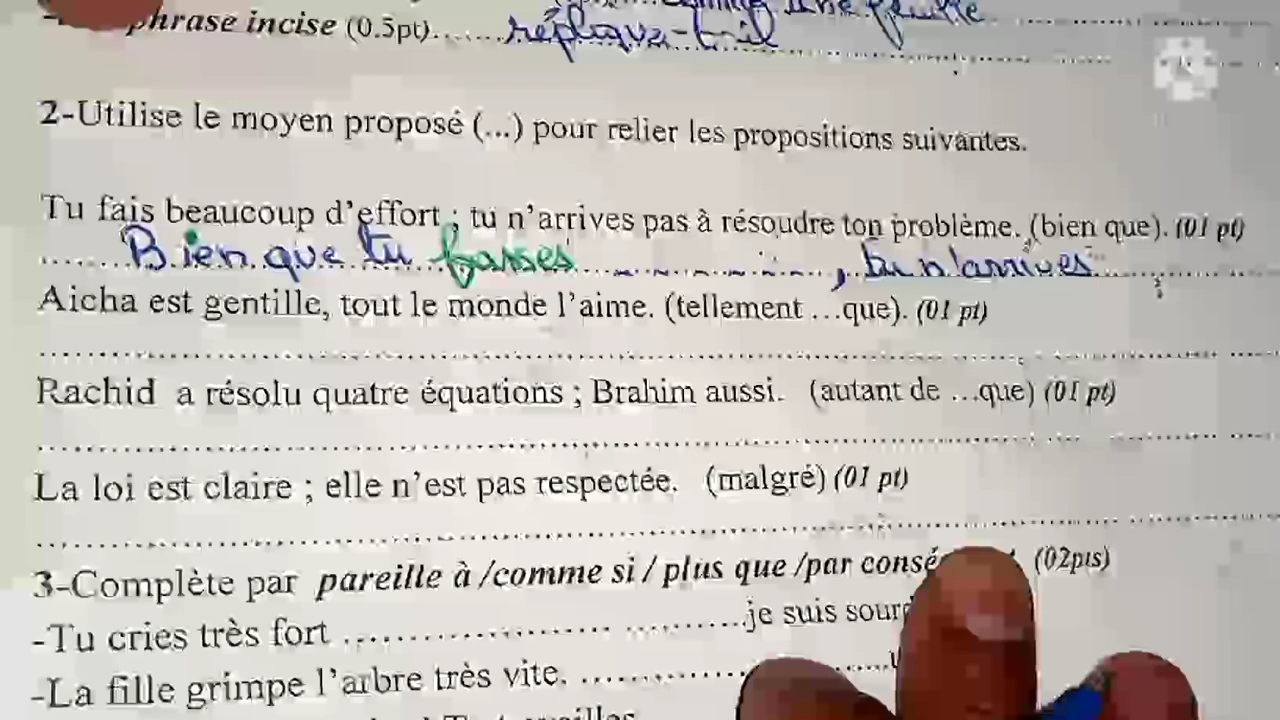 phrase incise (0.5pt)......réplique-t-il
2-Utilise le moyen proposé (...) pour relier les propositions suivantes.
Tu fais beaucoup d'effort ; tu n'arrives pas à résoudre ton problème. (bien que). (01 pt)
Bien que tu fasses ............, tu n'arrives
Aicha est gentille, tout le monde l'aime. (tellement ...que). (01 pt)
Rachid a résolu quatre équations ; Brahim aussi. (autant de ...que) (01 pt)
La loi est claire ; elle n'est pas respectée. (malgré) (01 pt)
3-Complète par pareille à /comme si / plus que /par consé (02pts)
-Tu cries très fort ........................je suis sourd
-La fille grimpe l'arbre très vite. ....................